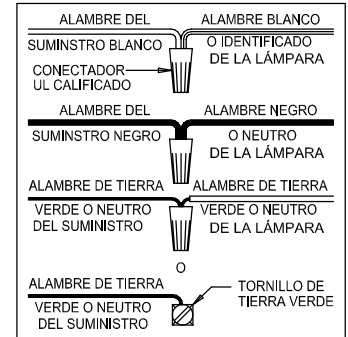 ALAMBRE DEL ALAMBRE BLANCO
SUMINSTRO BLANCO O IDENTIFICADO
DE LA LÁMPARA
CONECTADOR
UL CALIFICADO
ALAMBRE DEL ALAMBRE NEGRO
SUMINSTRO NEGRO O NEUTRO
DE LA LÁMPARA
ALAMBRE DE TIERRA ALAMBRE DE TIERRA
VERDE O NEUTRO VERDE O NEUTRO
DEL SUMINISTRO DE LA LÁMPARA
O
ALAMBRE DE TIERRA TORNILLO DE
TIERRA VERDE
VERDE O NEUTRO
DEL SUMINISTRO